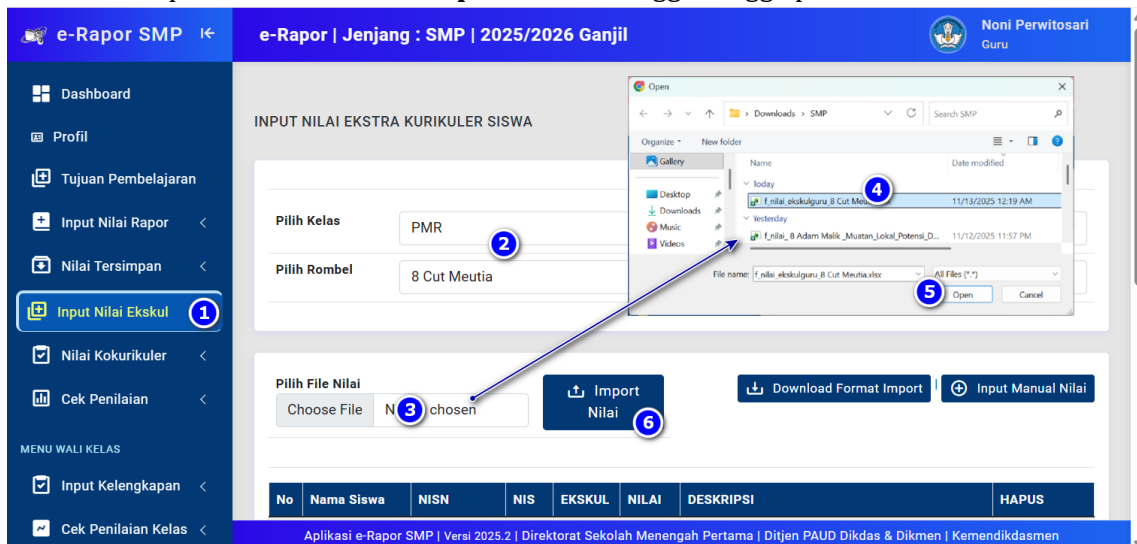 e-Rapor SMP
e-Rapor | Jenjang : SMP | 2025/2026 Ganjil
Noni Perwitosari
Guru
Dashboard
Profil
Tujuan Pembelajaran
Input Nilai Rapor
Nilai Tersimpan
Input Nilai Ekskul 1
Nilai Kokurikuler
Cek Penilaian
MENU WALI KELAS
Input Kelengkapan
Cek Penilaian Kelas
INPUT NILAI EKSTRA KURIKULER SISWA
Pilih Kelas
PMR
2
Pilih Rombel
8 Cut Meutia
Open
Downloads > SMP
Search SMP
Organize
New folder
Gallery
Desktop
Downloads
Music
Videos
Name
Date modified
Today
f_nilai_ekskulguru_8 Cut 4 11/13/2025 12:19 AM
Yesterday
f_nilai_ 8 Adam Malik _Muatan_Lokal_Potensi_D... 11/12/2025 11:57 PM
File name: f_nilai_ekskulguru_8 Cut Meutia.xlsx
All Files (*.*)
5
Open
Cancel
Pilih File Nilai
Choose File
3 chosen
Import
Nilai
6
Download Format Import
Input Manual Nilai
No Nama Siswa NISN NIS EKSKUL NILAI DESKRIPSI HAPUS
Aplikasi e-Rapor SMP | Versi 2025.2 | Direktorat Sekolah Menengah Pertama | Ditjen PAUD Dikdas & Dikmen | Kemendikdasmen